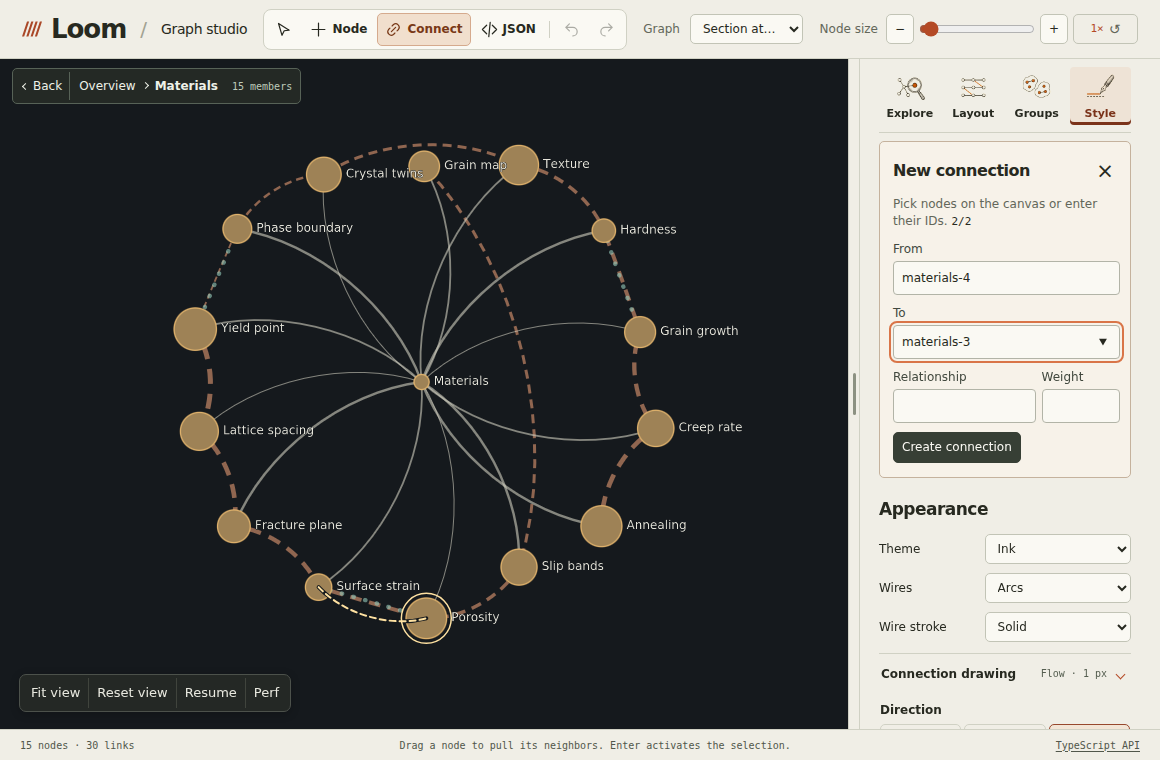 Loom / Graph studio
Node
Connect
JSON
Graph
Section at...
Node size
−
+
1× ↺
Back
Overview › Materials 15 members
Explore
Layout
Groups
Style
New connection
Pick nodes on the canvas or enter
their IDs. 2/2
From
materials-4
To
materials-3
Relationship
Weight
Create connection
Appearance
Theme
Ink
Wires
Arcs
Wire stroke
Solid
Connection drawing
Flow · 1 px
Direction
Crystal twins
Grain map
Texture
Phase boundary
Hardness
Yield point
Grain growth
Materials
Lattice spacing
Creep rate
Fracture plane
Annealing
Surface strain
Slip bands
Porosity
Fit view
Reset view
Resume
Perf
15 nodes · 30 links
Drag a node to pull its neighbors. Enter activates the selection.
TypeScript API